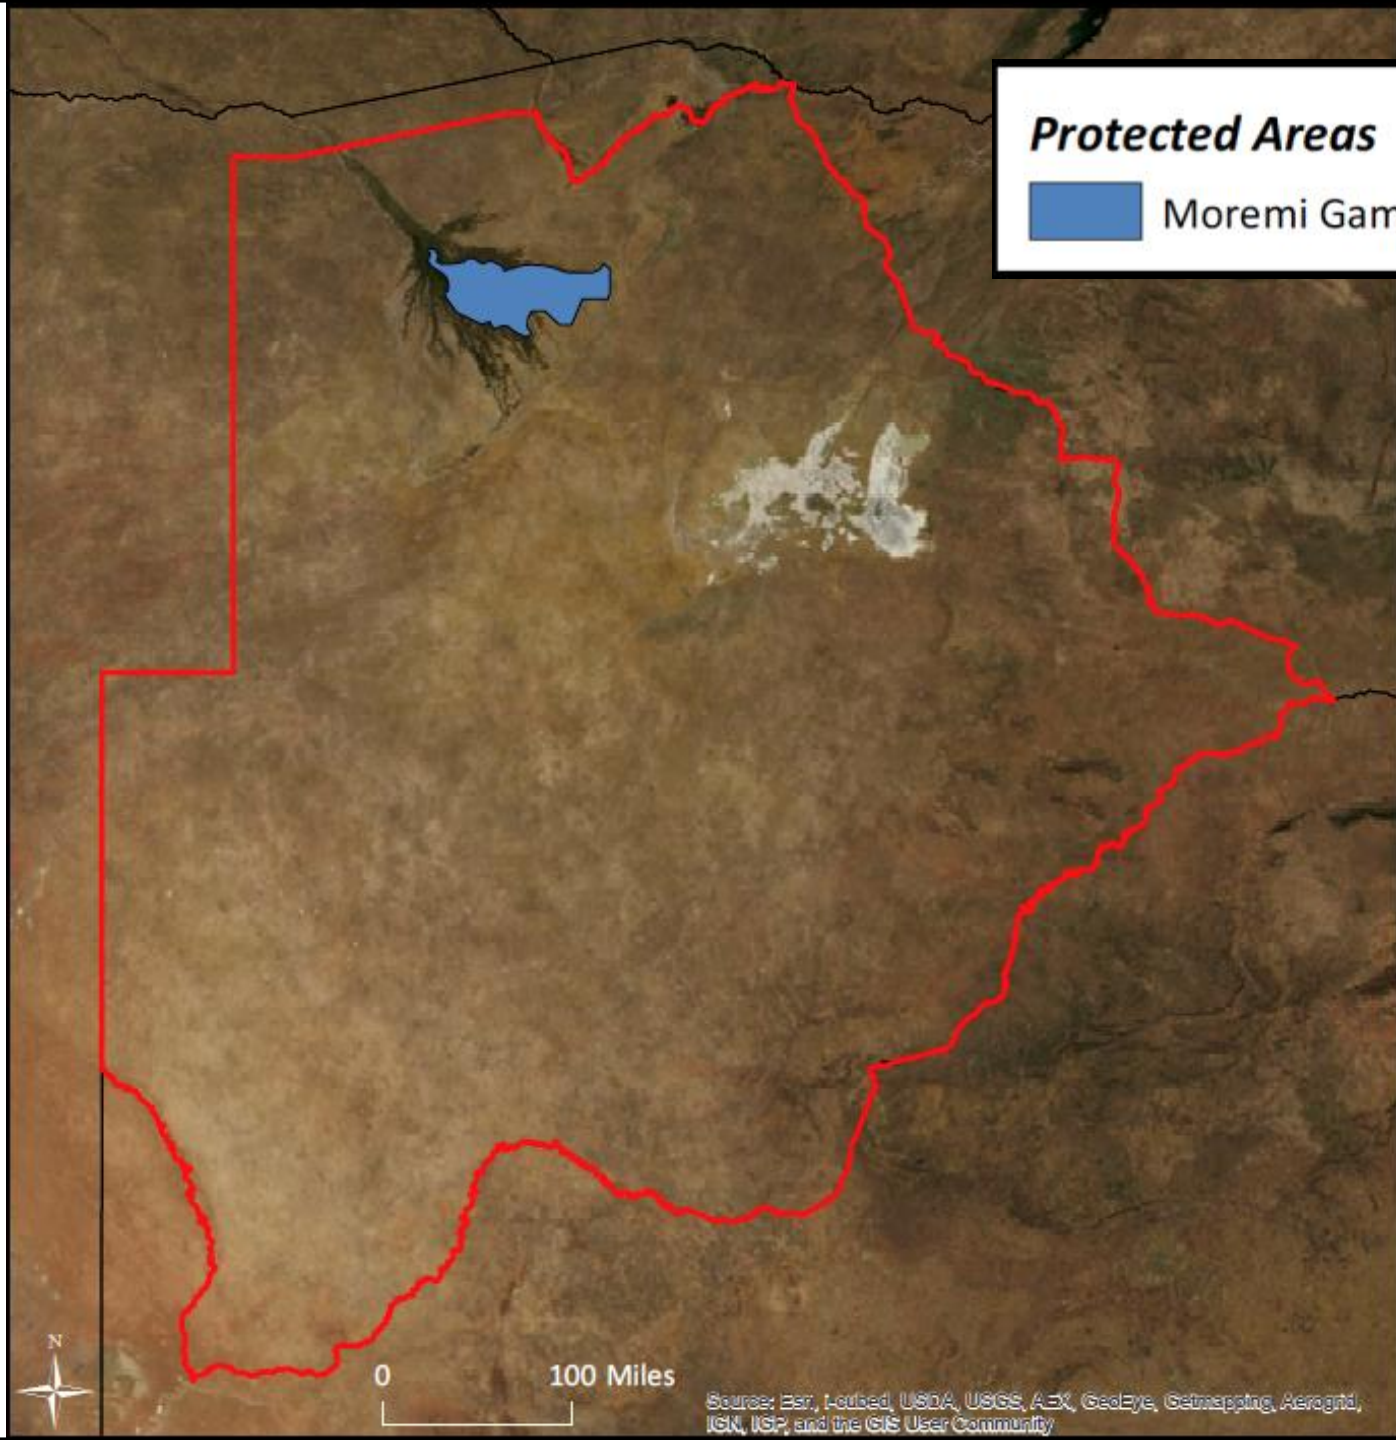 Protected Areas
Moremi Gam
N
0 100 Miles
Source: Esri, i-cubed, USDA, USGS, AEX, GeoEye, Getmapping, Aerogrid,
IGN, IGP, and the GIS User Community